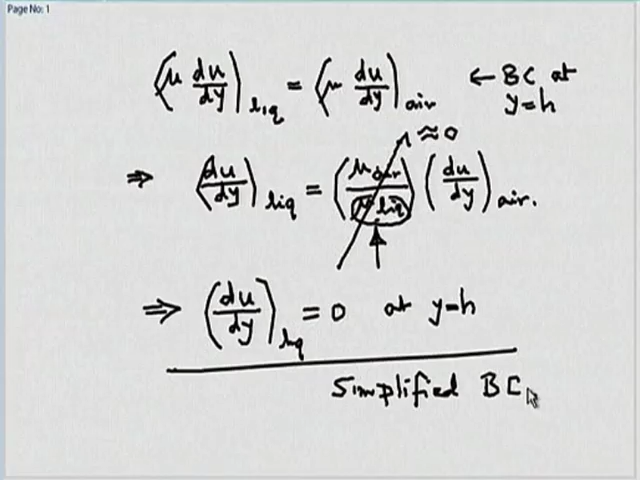 Page No: 1
(μ du/dy)liq = (μ du/dy)air ← BC at y=h
≈ 0
⇒ (du/dy)liq = (μair/μliq) (du/dy)air.
⇒ (du/dy)liq = 0 at y=h
Simplified BC